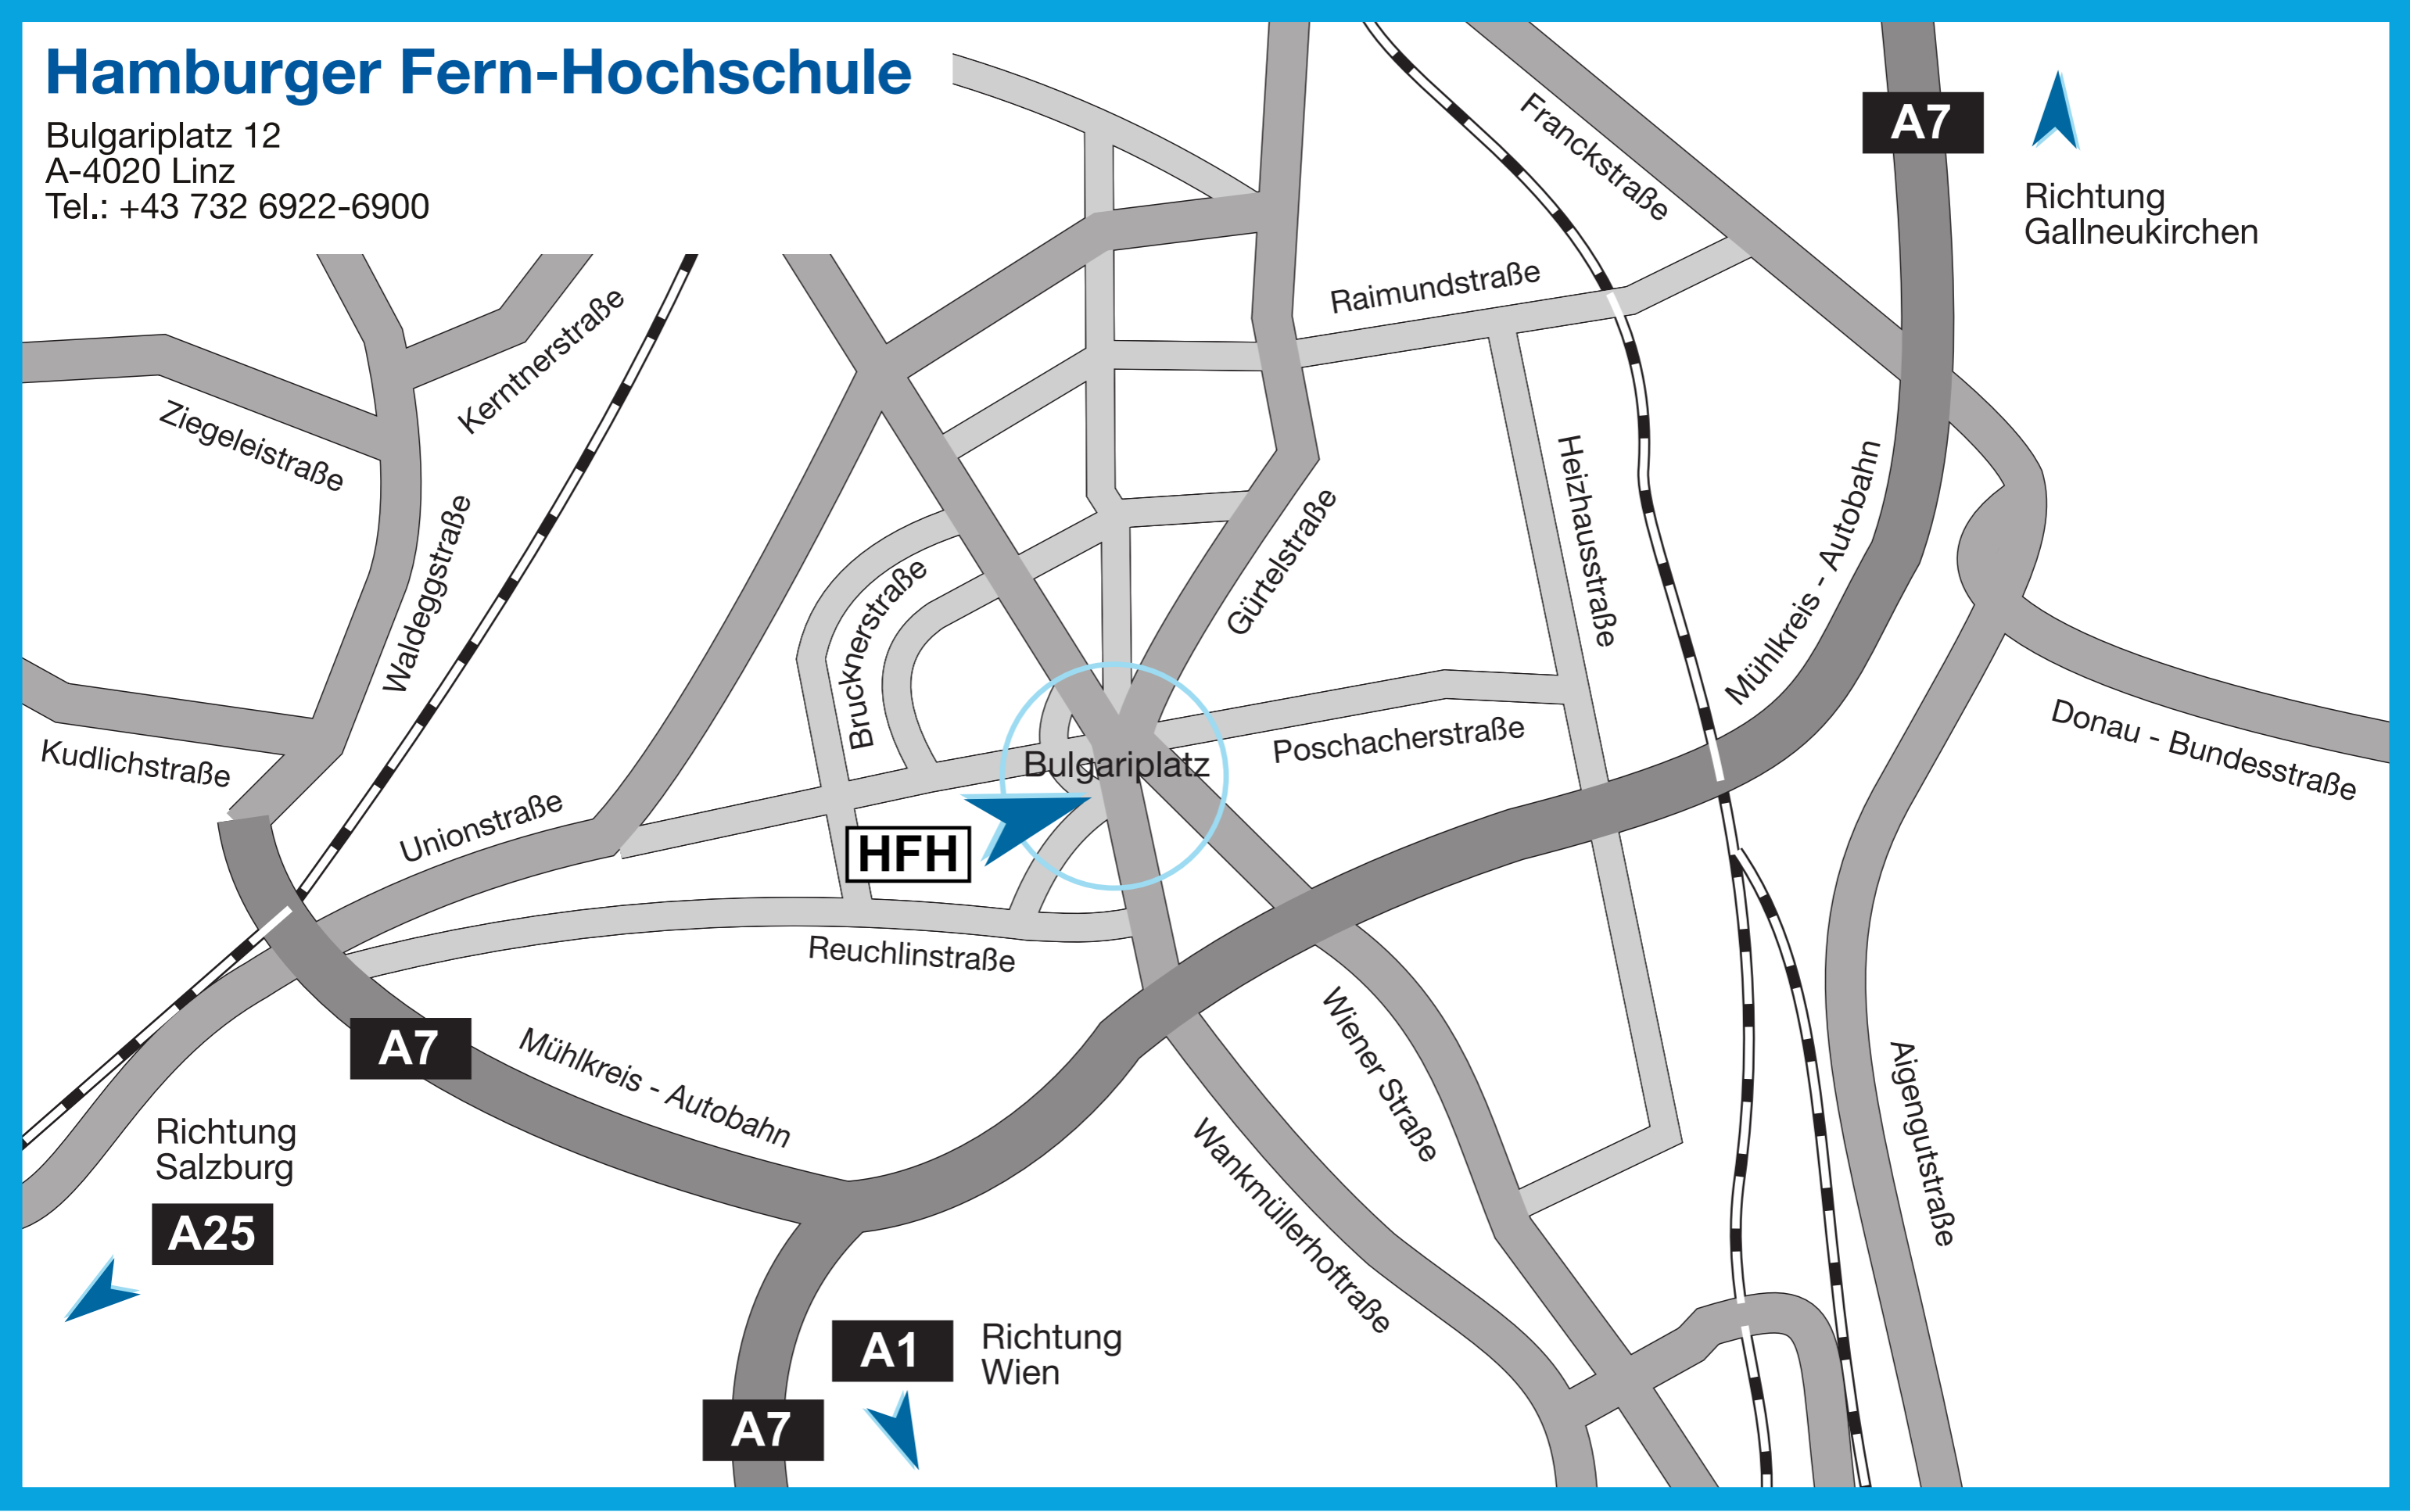 Hamburger Fern-Hochschule
Bulgariplatz 12
A-4020 Linz
Tel.: +43 732 6922-6900
A7
Richtung
Gallneukirchen
Franckstraße
Raimundstraße
Kerntnerstraße
Ziegeleistraße
Waldeggstraße
Heizhausstraße
Mühlkreis - Autobahn
Gürtelstraße
Brucknerstraße
Kudlichstraße
Donau - Bundesstraße
Poschacherstraße
Bulgariplatz
Unionstraße
HFH
Reuchlinstraße
A7
Mühlkreis - Autobahn
Wiener Straße
Aigengutstraße
Wankmüllerhoftraße
Richtung
Salzburg
A25
A1
Richtung
Wien
A7